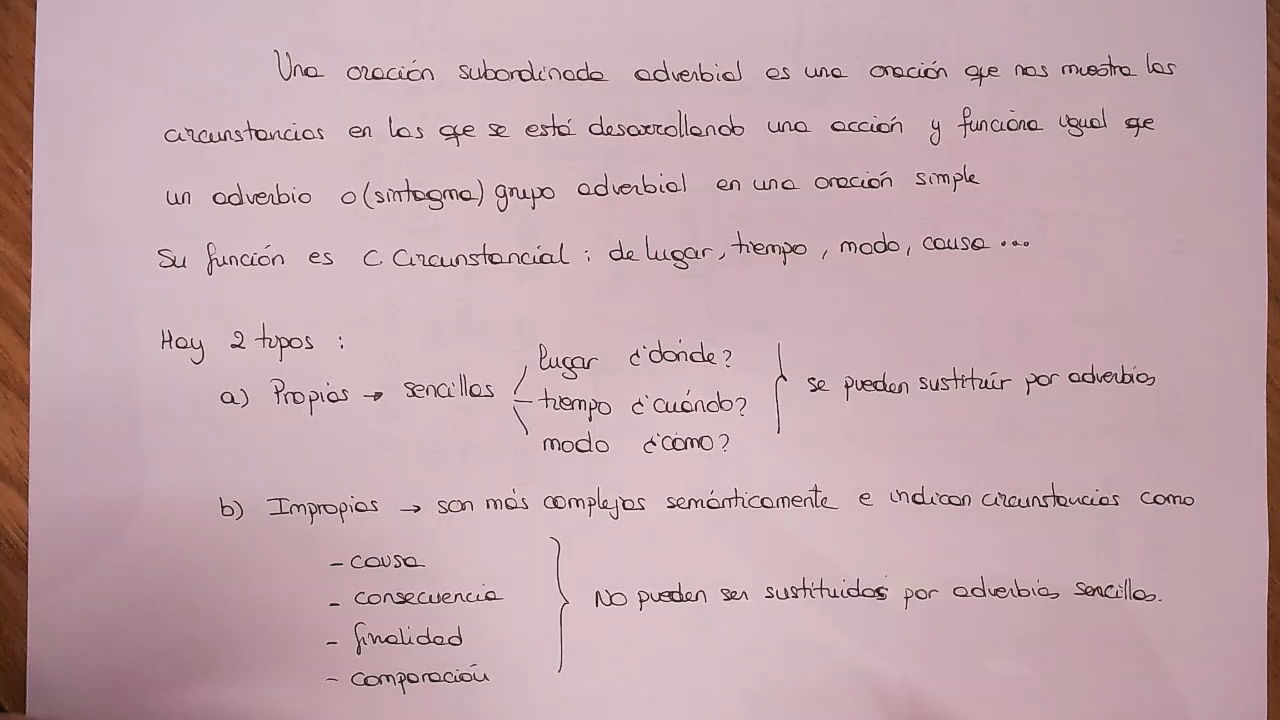 Una oración subordinada adverbial es una oración que nos muestra las
circunstancias en las que se está desarrollando una acción y funciona igual que
un adverbio o (sintagma) grupo adverbial en una oración simple
Su función es C Circunstancial : de lugar, tiempo, modo, causa ...
Hay 2 tipos :
lugar ¿dónde?
a) Propias → sencillas tiempo ¿cuándo? se pueden sustituir por adverbios
modo ¿cómo?
b) Impropias → son más complejas semánticamente e indican circunstancias como
- causa
- consecuencia No pueden ser sustituidas por adverbios sencillos.
- finalidad
- comparación